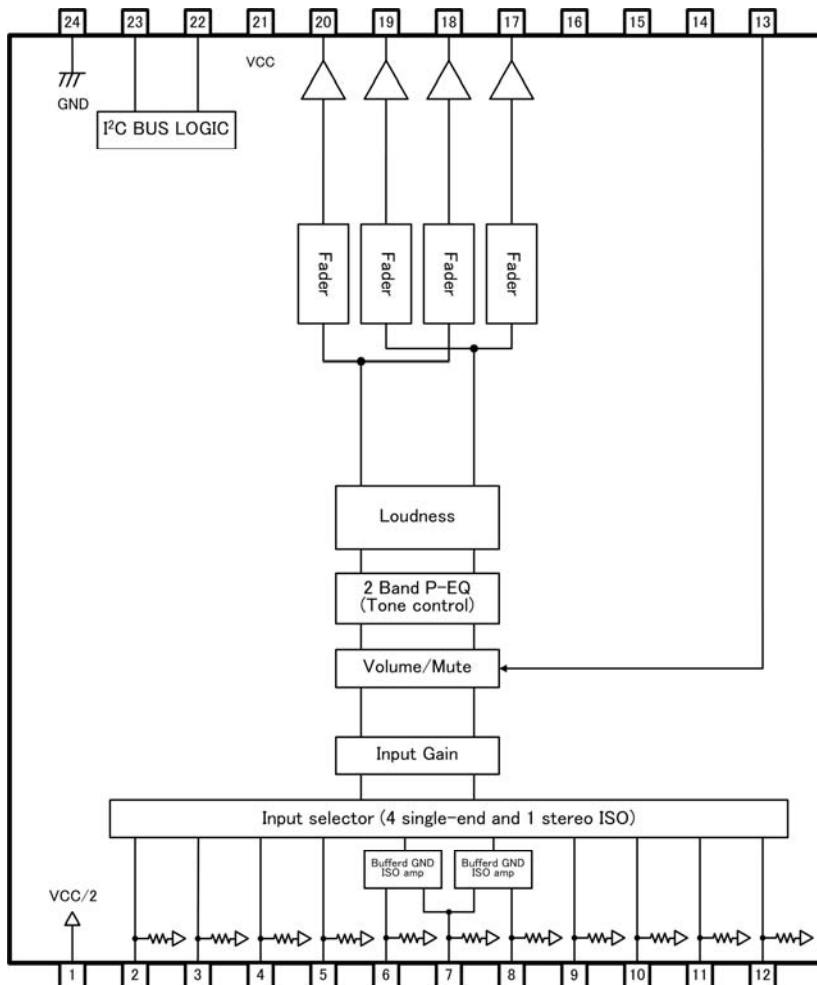 24 23 22 21 20 19 18 17 16 15 14 13
VCC
GND
I²C BUS LOGIC
Fader Fader Fader Fader
Loudness
2 Band P-EQ
(Tone control)
Volume/Mute
Input Gain
Input selector (4 single-end and 1 stereo ISO)
Bufferd GND
ISO amp
Bufferd GND
ISO amp
VCC/2
1 2 3 4 5 6 7 8 9 10 11 12